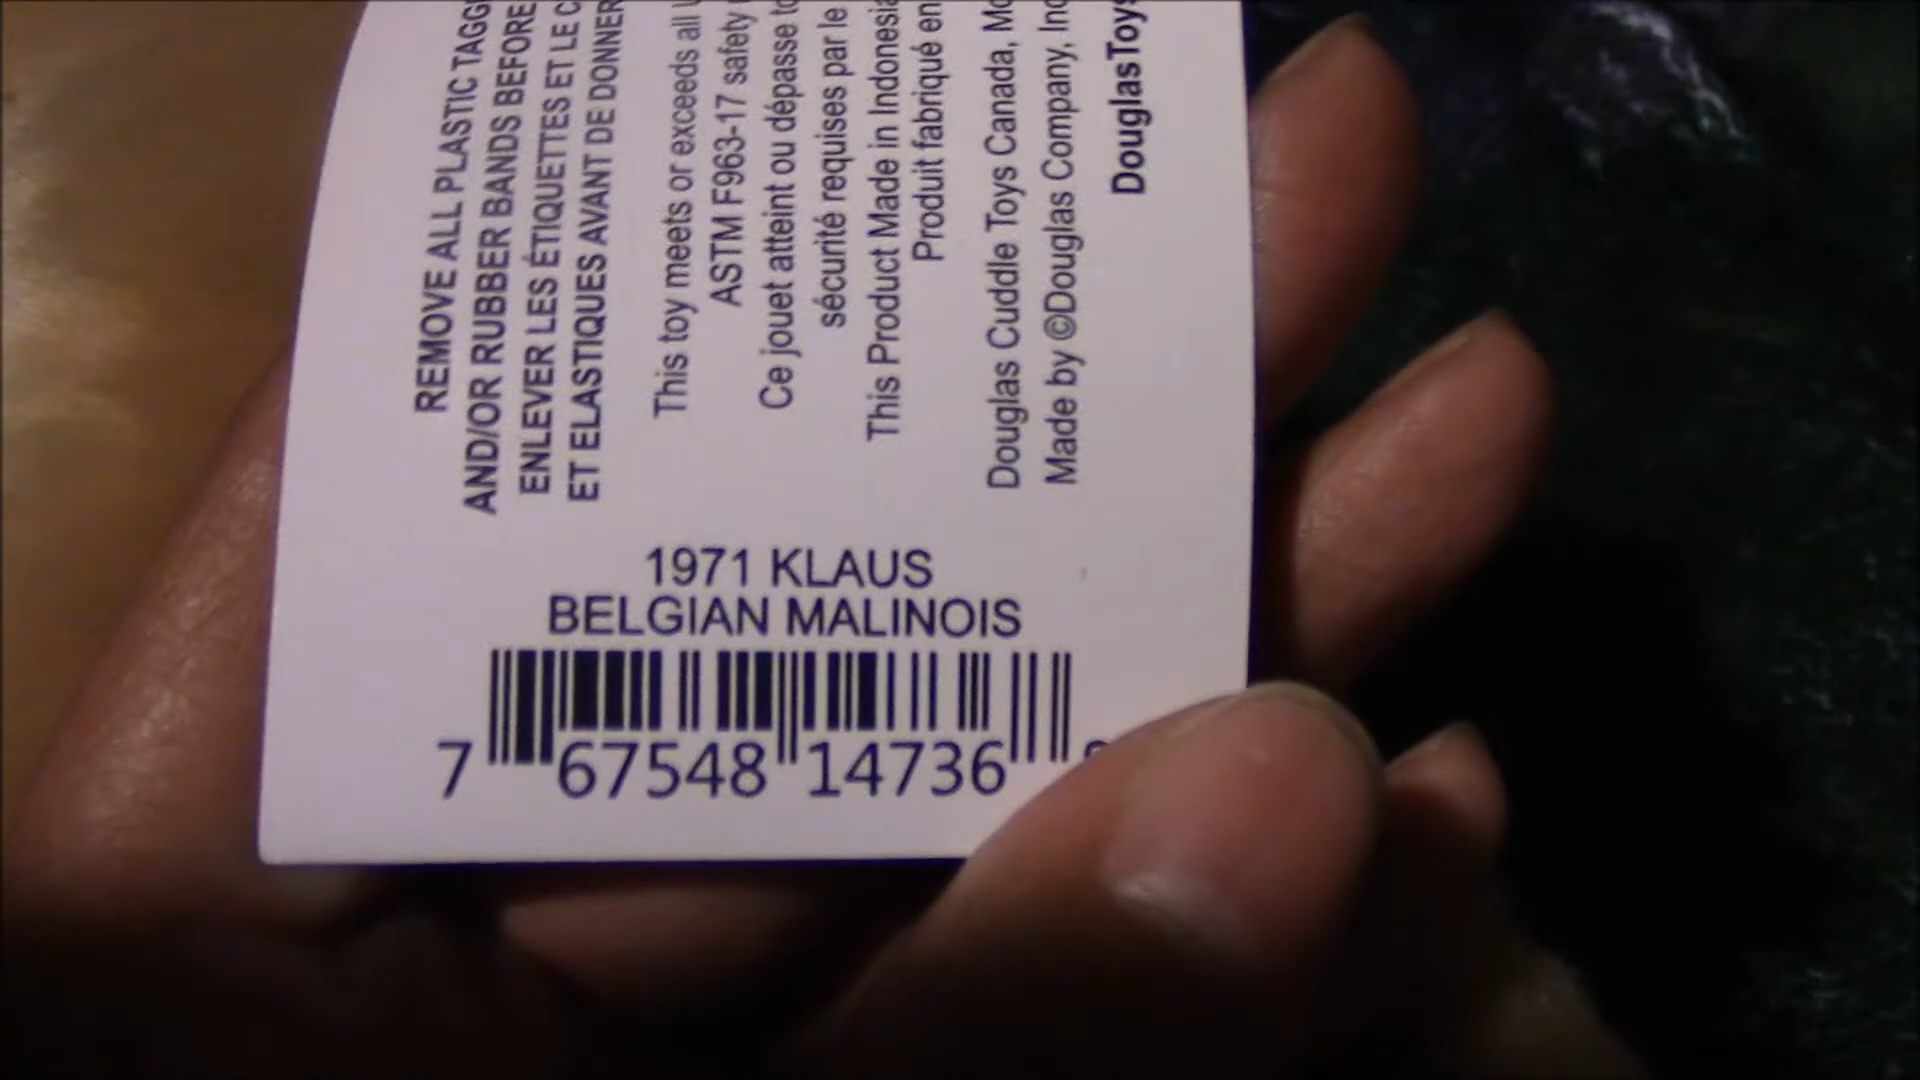 REMOVE ALL PLASTIC TAGG
AND/OR RUBBER BANDS BEFORE
ENLEVER LES ÉTIQUETTES ET LE C
ET ELASTIQUES AVANT DE DONNER
This toy meets or exceeds all
ASTM F963-17 safety
Ce jouet atteint ou dépasse
sécurité requises par le
This Product Made in Indonesia
Produit fabriqué en
Douglas Cuddle Toys Canada,
Made by ©Douglas Company, Inc
DouglasToys
1971 KLAUS
BELGIAN MALINOIS
7 67548 14736